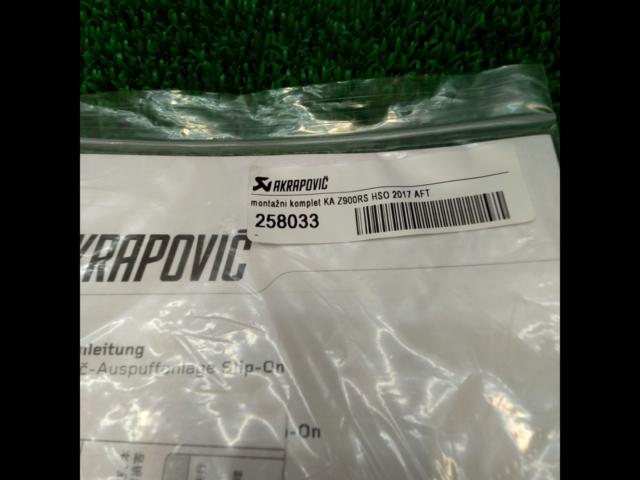 AKRAPOVIČ
montažni komplet KA Z900RS HSO 2017 AFT
258033
KRAPOVIČ
nleitung
č-Auspuffanlage Slip-On
-On